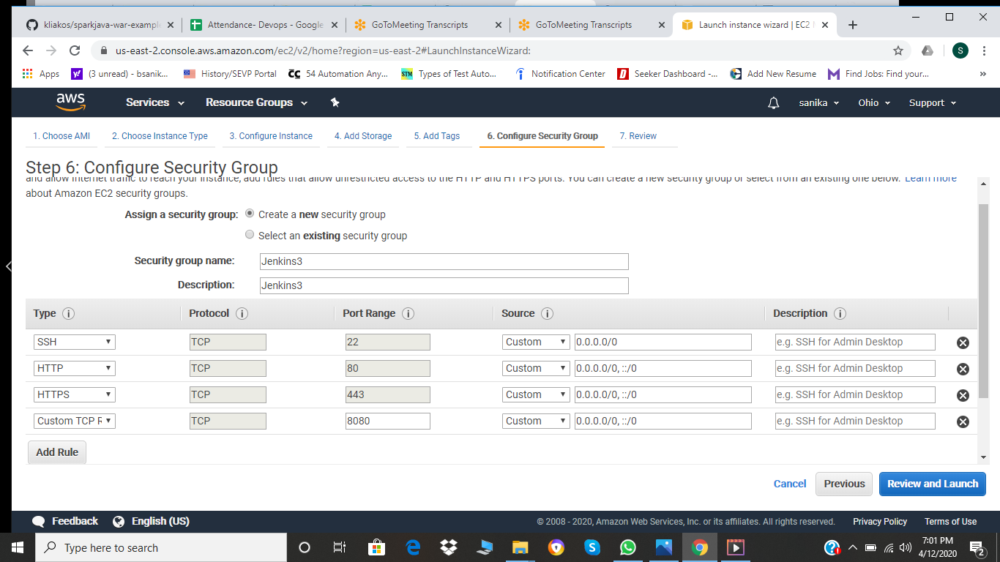 kliakos/sparkjava-war-exampl
Attendance- Devops - Google
GoToMeeting Transcripts
GoToMeeting Transcripts
Launch instance wizard | EC2
us-east-2.console.aws.amazon.com/ec2/v2/home?region=us-east-2#LaunchInstanceWizard:
S
Apps
(3 unread) - bsanik...
History/SEVP Portal
54 Automation Any...
STM
Types of Test Auto...
Notification Center
Seeker Dashboard -...
Add New Resume
Find Jobs: Find your...
»
aws
Services
Resource Groups
sanika
Ohio
Support
1. Choose AMI
2. Choose Instance Type
3. Configure Instance
4. Add Storage
5. Add Tags
6. Configure Security Group
7. Review
Step 6: Configure Security Group
and allow Internet traffic to reach your instance, add rules that allow unrestricted access to the HTTP and HTTPS ports. You can create a new security group or select from an existing one below. Learn more
about Amazon EC2 security groups.
Assign a security group:
Create a new security group
Select an existing security group
Security group name:
Jenkins3
Description:
Jenkins3
Type
Protocol
Port Range
Source
Description
SSH
TCP
22
Custom
0.0.0.0/0
e.g. SSH for Admin Desktop
HTTP
TCP
80
Custom
0.0.0.0/0, ::/0
e.g. SSH for Admin Desktop
HTTPS
TCP
443
Custom
0.0.0.0/0, ::/0
e.g. SSH for Admin Desktop
Custom TCP R
TCP
8080
Custom
0.0.0.0/0, ::/0
e.g. SSH for Admin Desktop
Add Rule
Cancel
Previous
Review and Launch
Feedback
English (US)
© 2008 - 2020, Amazon Web Services, Inc. or its affiliates. All rights reserved.
Privacy Policy
Terms of Use
Type here to search
7:01 PM
4/12/2020
2